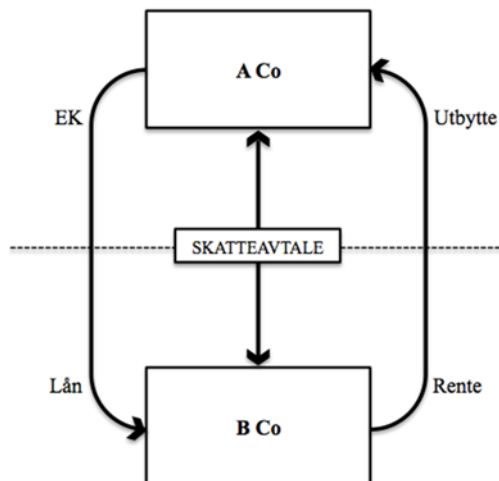 A Co
EK
Utbytte
SKATTEAVTALE
Lån
Rente
B Co